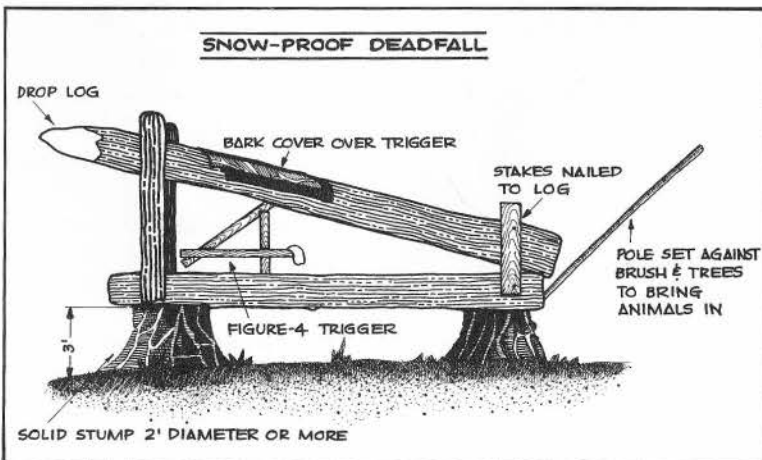 SNOW-PROOF DEADFALL
DROP LOG
BARK COVER OVER TRIGGER
STAKES NAILED
TO LOG
POLE SET AGAINST
BRUSH & TREES
TO BRING
ANIMALS IN
FIGURE-4 TRIGGER
3'
SOLID STUMP 2' DIAMETER OR MORE